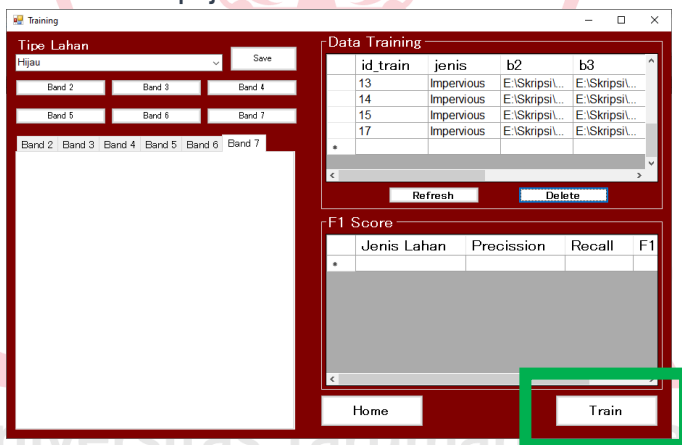 Training
Tipe Lahan
Hijau
Save
Band 2 Band 3 Band 4
Band 5 Band 6 Band 7
Band 2 Band 3 Band 4 Band 5 Band 6 Band 7
Data Training
id_train jenis b2 b3
13 Impervious E:\Skripsi\... E:\Skripsi\...
14 Impervious E:\Skripsi\... E:\Skripsi\...
15 Impervious E:\Skripsi\... E:\Skripsi\...
17 Impervious E:\Skripsi\... E:\Skripsi\...
Refresh Delete
F1 Score
Jenis Lahan Precission Recall F1
Home Train